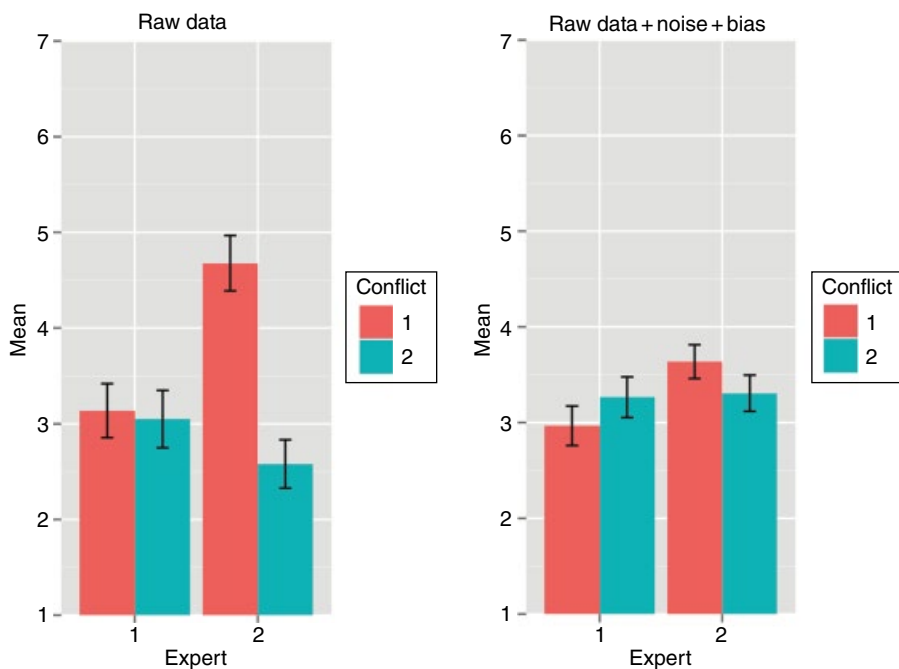 Raw data
7
6
5
4
3
2
1
Mean
1 2
Expert
Conflict
1
2
Raw data + noise + bias
7
6
5
4
3
2
1
Mean
1 2
Expert
Conflict
1
2